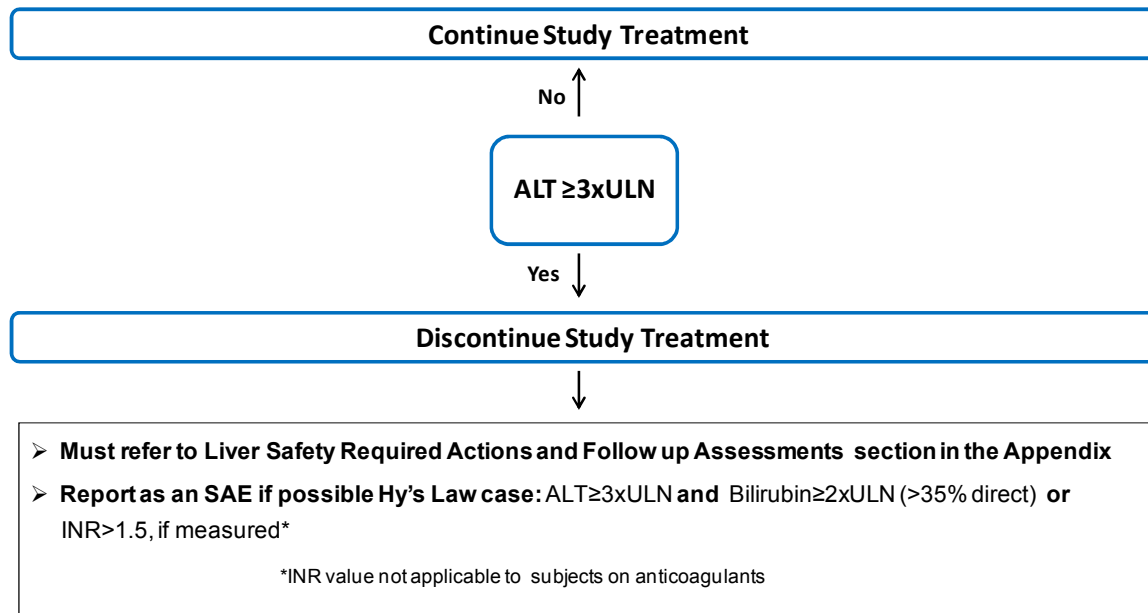 Continue Study Treatment
No
ALT ≥3xULN
Yes
Discontinue Study Treatment
➢ Must refer to Liver Safety Required Actions and Follow up Assessments section in the Appendix
➢ Report as an SAE if possible Hy's Law case: ALT≥3xULN and Bilirubin≥2xULN (>35% direct) or
INR>1.5, if measured*
*INR value not applicable to subjects on anticoagulants